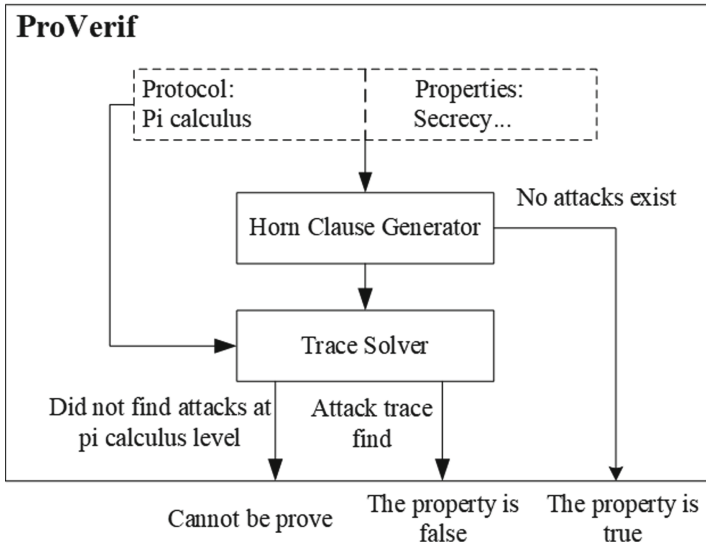 ProVerif
Protocol:
Pi calculus
Properties:
Secrecy...
No attacks exist
Horn Clause Generator
Trace Solver
Did not find attacks at
pi calculus level
Attack trace
find
Cannot be prove
The property is
false
The property is
true